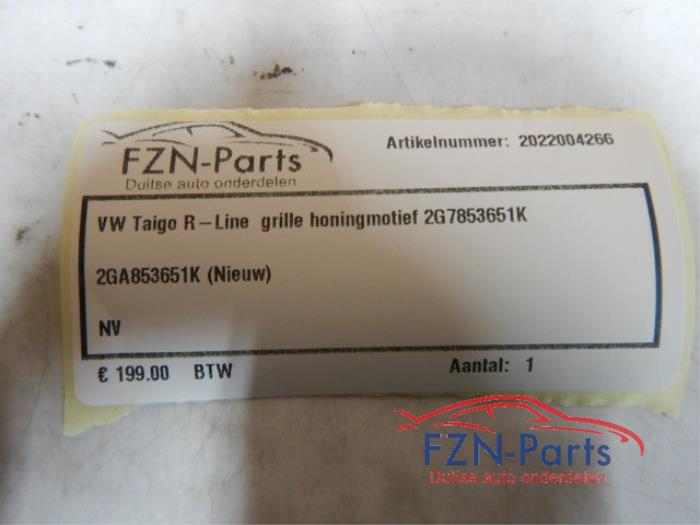 FZN-Parts
Duitse auto onderdelen
Artikelnummer: 2022004266
VW Taigo R-Line grille honingmotief 2G7853651K
2GA853651K (Nieuw)
NV
€ 199.00 BTW
Aantal: 1
FZN-Parts
Duitse auto onderdelen